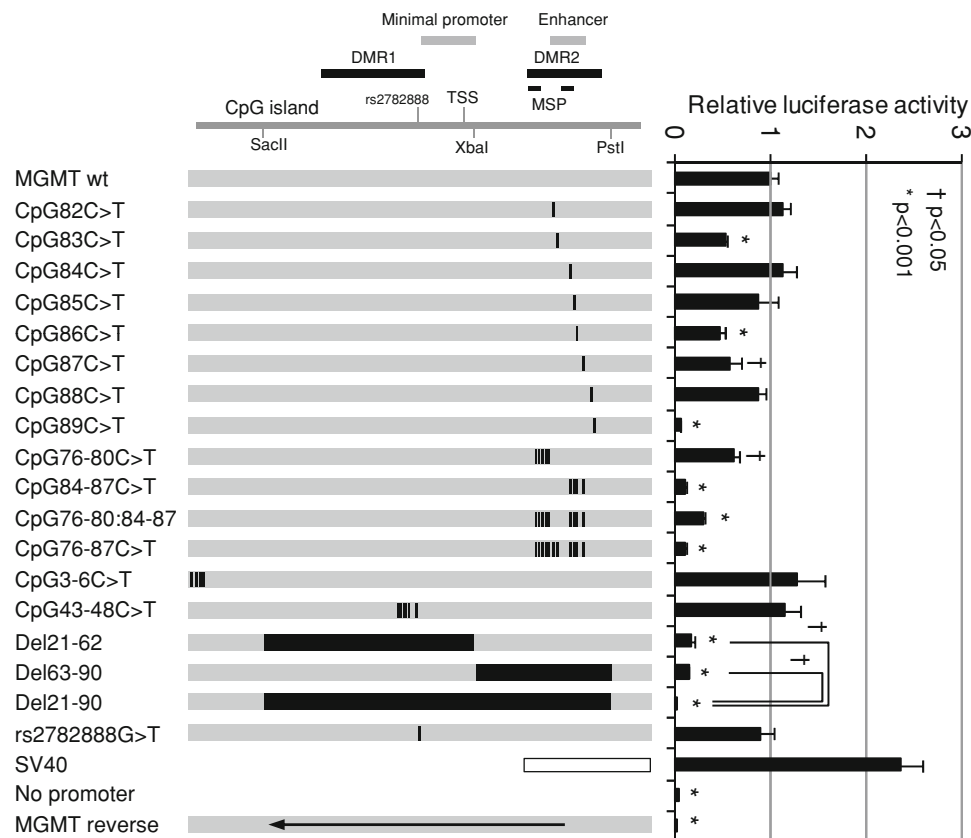 Minimal promoter
Enhancer
DMR1
DMR2
rs2782888
TSS
MSP
CpG island
SacII
XbaI
PstI
Relative luciferase activity
0
1
2
3
† p<0.05
* p<0.001
MGMT wt
CpG82C>T
CpG83C>T *
CpG84C>T
CpG85C>T
CpG86C>T *
CpG87C>T †
CpG88C>T
CpG89C>T *
CpG76-80C>T †
CpG84-87C>T *
CpG76-80:84-87 *
CpG76-87C>T *
CpG3-6C>T
CpG43-48C>T
†
Del21-62 *
†
Del63-90 *
Del21-90 *
rs2782888G>T
SV40
No promoter *
MGMT reverse *